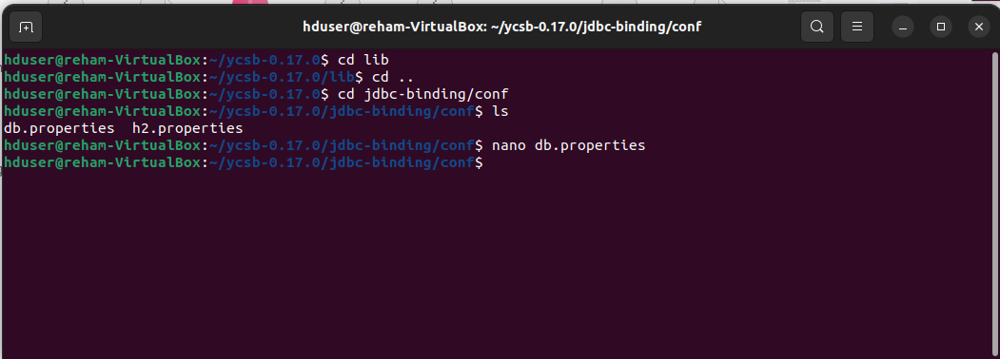 hduser@reham-VirtualBox: ~/ycsb-0.17.0/jdbc-binding/conf
hduser@reham-VirtualBox:~/ycsb-0.17.0$ cd lib
hduser@reham-VirtualBox:~/ycsb-0.17.0/lib$ cd ..
hduser@reham-VirtualBox:~/ycsb-0.17.0$ cd jdbc-binding/conf
hduser@reham-VirtualBox:~/ycsb-0.17.0/jdbc-binding/conf$ ls
db.properties  h2.properties
hduser@reham-VirtualBox:~/ycsb-0.17.0/jdbc-binding/conf$ nano db.properties
hduser@reham-VirtualBox:~/ycsb-0.17.0/jdbc-binding/conf$